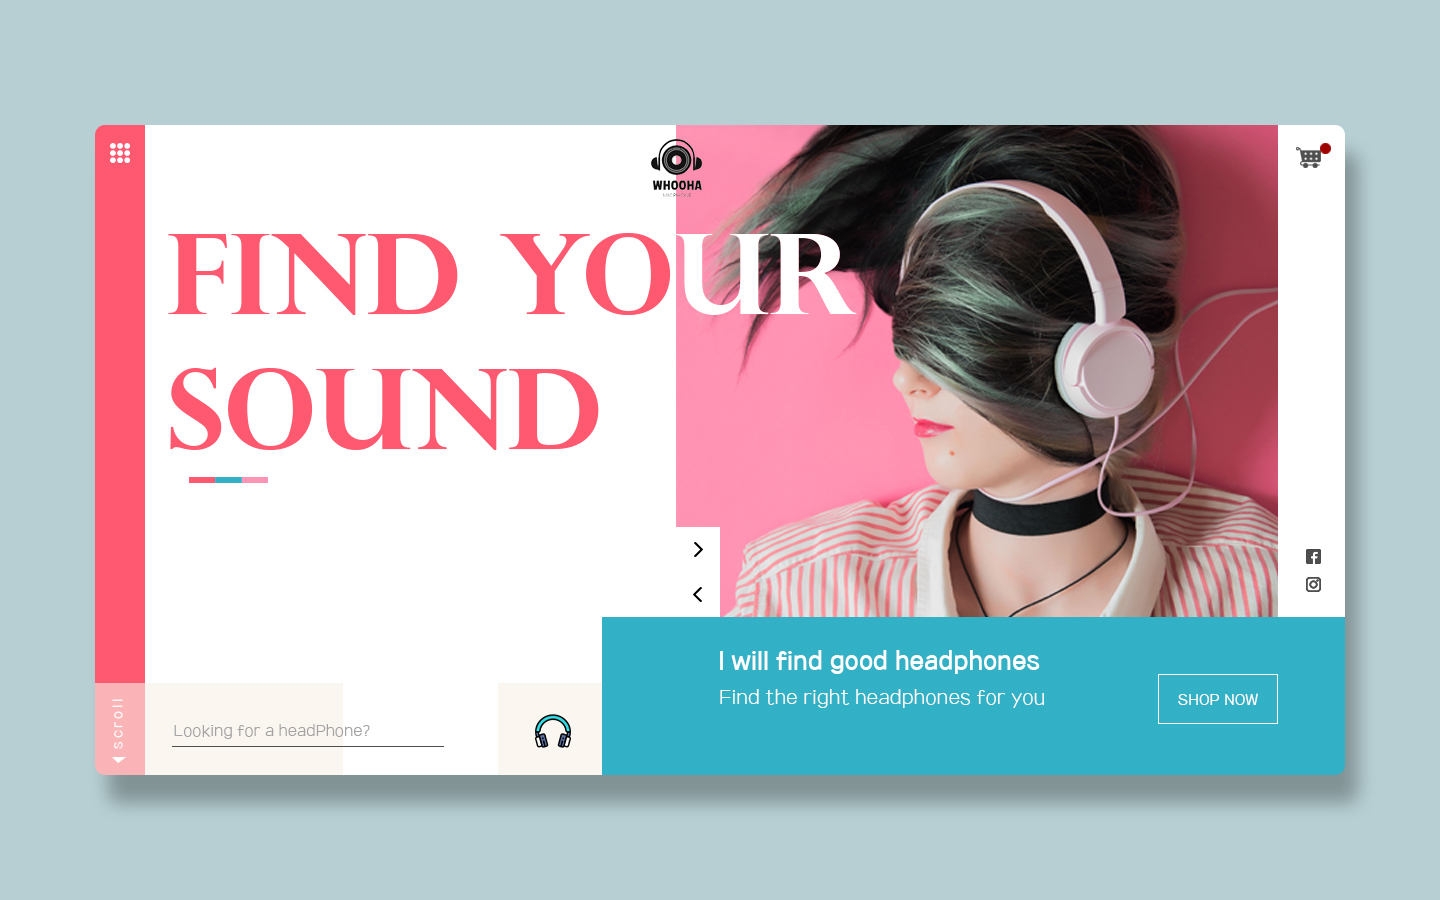 WHOOHA
FIND YOUR
SOUND
I will find good headphones
Find the right headphones for you
SHOP NOW
scroll
Looking for a headPhone?